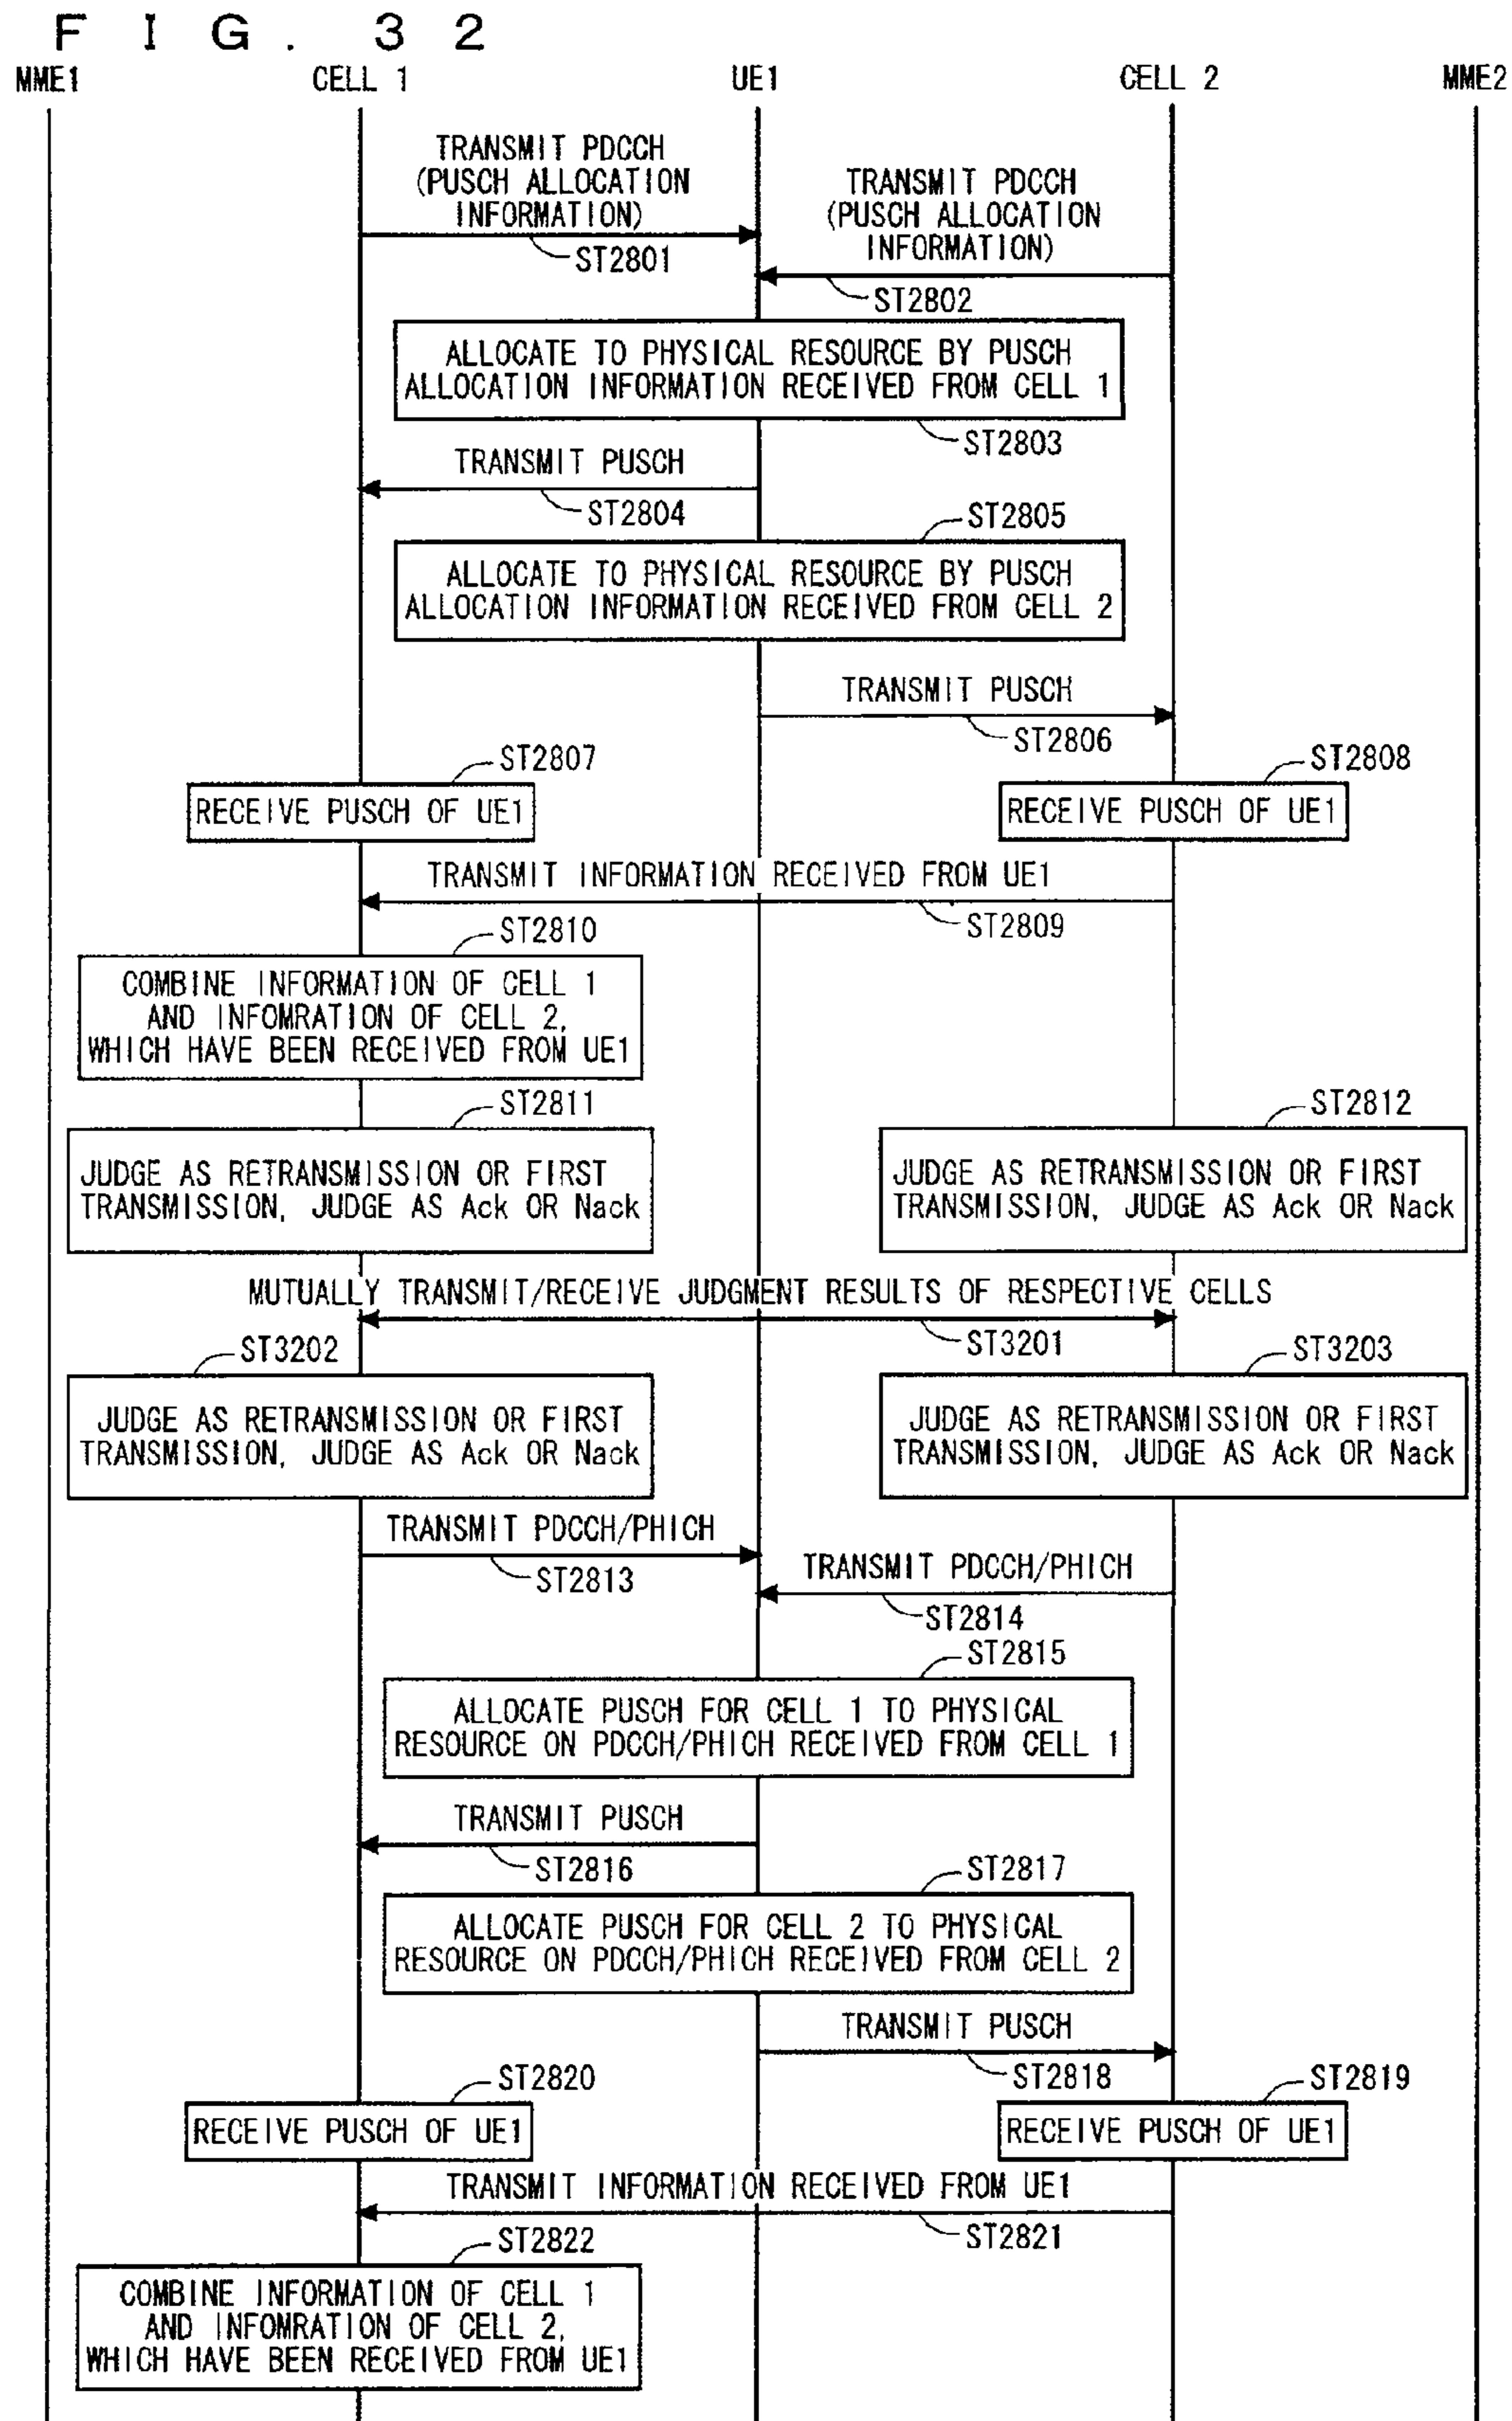 FIG. 32
MME1 CELL 1 UE1 CELL 2 MME2
TRANSMIT PDCCH
(PUSCH ALLOCATION
INFORMATION)
ST2801
TRANSMIT PDCCH
(PUSCH ALLOCATION
INFORMATION)
ST2802
ALLOCATE TO PHYSICAL RESOURCE BY PUSCH
ALLOCATION INFORMATION RECEIVED FROM CELL 1
ST2803
TRANSMIT PUSCH
ST2804
ST2805
ALLOCATE TO PHYSICAL RESOURCE BY PUSCH
ALLOCATION INFORMATION RECEIVED FROM CELL 2
TRANSMIT PUSCH
ST2806
ST2807
RECEIVE PUSCH OF UE1
ST2808
RECEIVE PUSCH OF UE1
TRANSMIT INFORMATION RECEIVED FROM UE1
ST2809
ST2810
COMBINE INFORMATION OF CELL 1
AND INFOMRATION OF CELL 2,
WHICH HAVE BEEN RECEIVED FROM UE1
ST2811
JUDGE AS RETRANSMISSION OR FIRST
TRANSMISSION, JUDGE AS Ack OR Nack
ST2812
JUDGE AS RETRANSMISSION OR FIRST
TRANSMISSION, JUDGE AS Ack OR Nack
MUTUALLY TRANSMIT/RECEIVE JUDGMENT RESULTS OF RESPECTIVE CELLS
ST3201
ST3202
JUDGE AS RETRANSMISSION OR FIRST
TRANSMISSION, JUDGE AS Ack OR Nack
ST3203
JUDGE AS RETRANSMISSION OR FIRST
TRANSMISSION, JUDGE AS Ack OR Nack
TRANSMIT PDCCH/PHICH
ST2813
TRANSMIT PDCCH/PHICH
ST2814
ST2815
ALLOCATE PUSCH FOR CELL 1 TO PHYSICAL
RESOURCE ON PDCCH/PHICH RECEIVED FROM CELL 1
TRANSMIT PUSCH
ST2816
ST2817
ALLOCATE PUSCH FOR CELL 2 TO PHYSICAL
RESOURCE ON PDCCH/PHICH RECEIVED FROM CELL 2
TRANSMIT PUSCH
ST2818
ST2820
RECEIVE PUSCH OF UE1
ST2819
RECEIVE PUSCH OF UE1
TRANSMIT INFORMATION RECEIVED FROM UE1
ST2821
ST2822
COMBINE INFORMATION OF CELL 1
AND INFOMRATION OF CELL 2,
WHICH HAVE BEEN RECEIVED FROM UE1